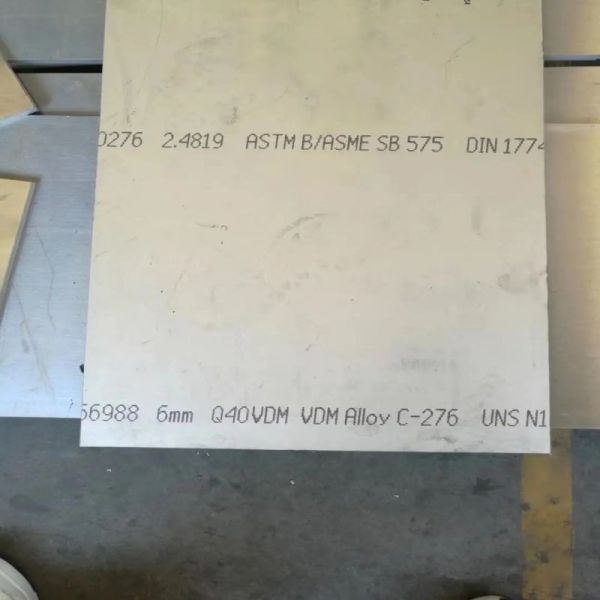 0276 2.4819 ASTM B/ASME SB 575 DIN 1774
56988 6mm Q40VDM VDM Alloy C-276 UNS N1